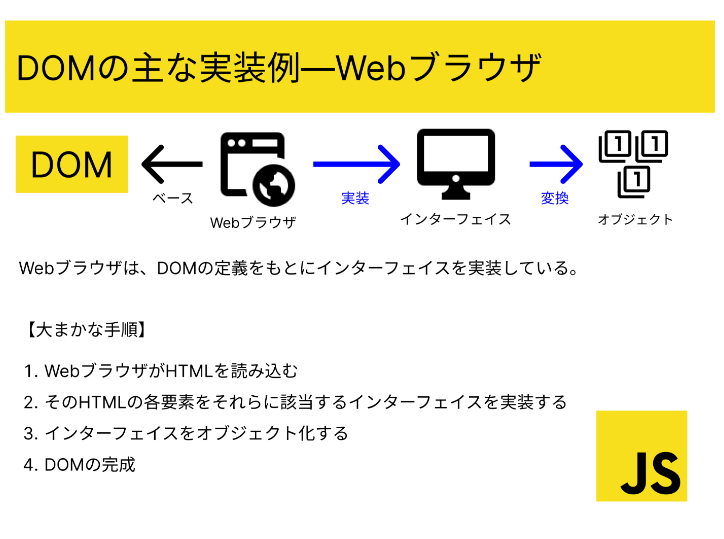 DOMの主な実装例—Webブラウザ
DOM
ベース
Webブラウザ
実装
インターフェイス
変換
1
1
1
オブジェクト
Webブラウザは、DOMの定義をもとにインターフェイスを実装している。
【大まかな手順】
1. WebブラウザがHTMLを読み込む
2. そのHTMLの各要素をそれらに該当するインターフェイスを実装する
3. インターフェイスをオブジェクト化する
4. DOMの完成
JS